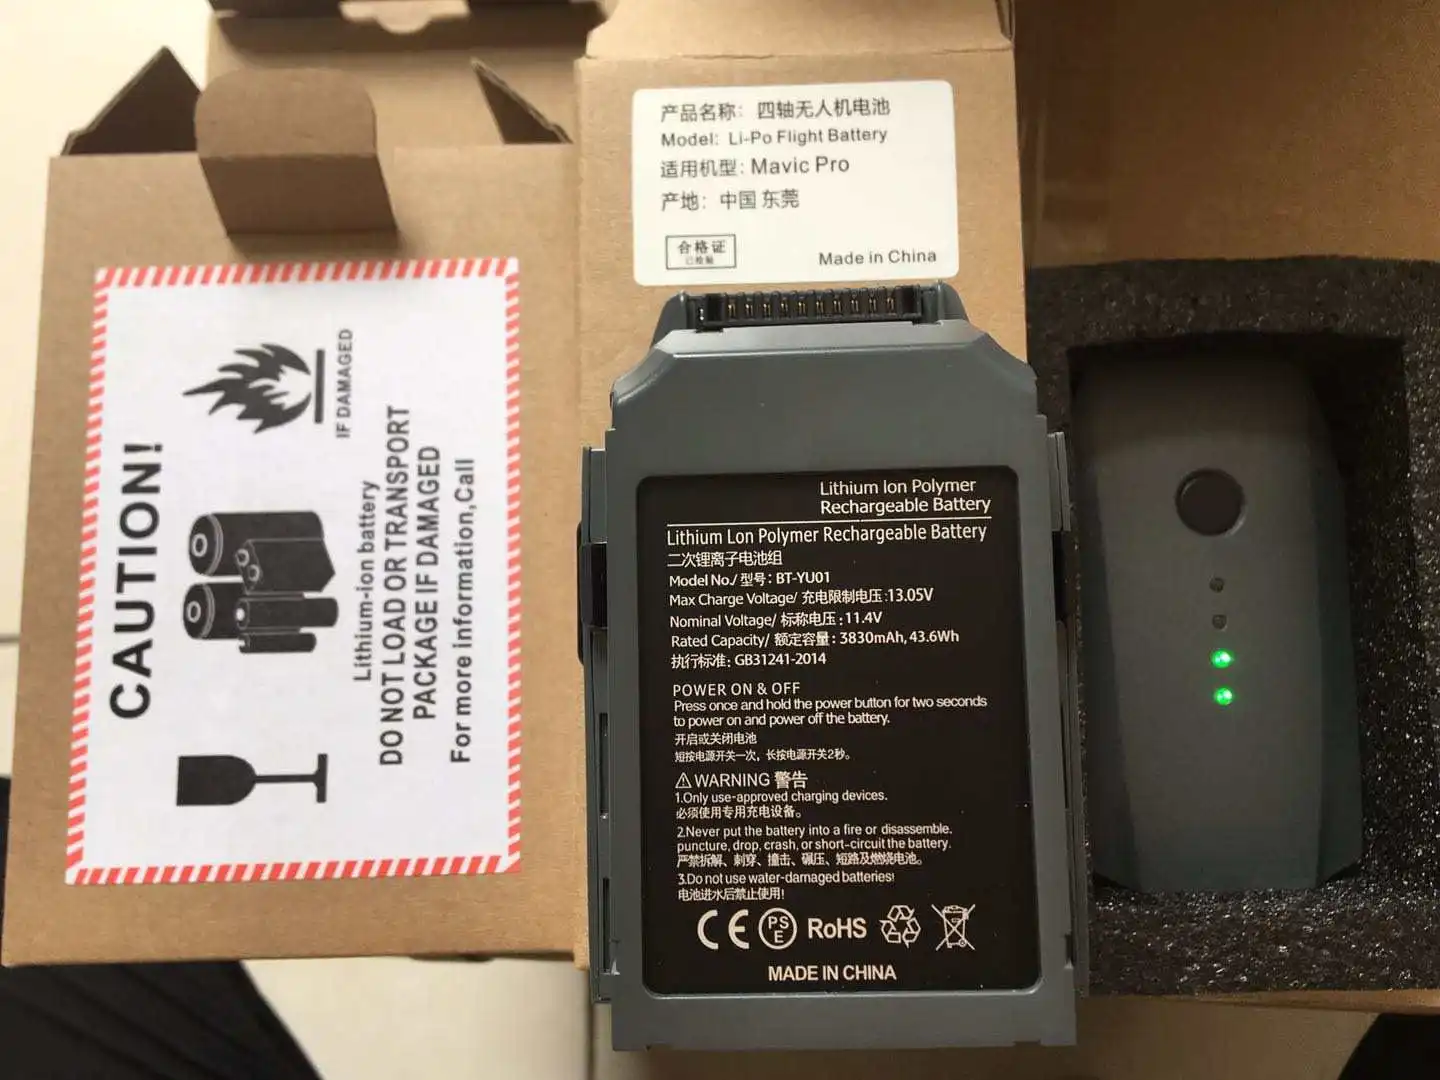 CAUTION!
IF DAMAGED
Lithium-ion battery
DO NOT LOAD OR TRANSPORT
PACKAGE IF DAMAGED
For more information,Call
产品名称：四轴无人机电池
Model: Li-Po Flight Battery
适用机型：Mavic Pro
产地：中国 东莞
合格证
已检验
Made in China
Lithium Ion Polymer
Rechargeable Battery
Lithium Lon Polymer Rechargeable Battery
二次锂离子电池组
Model No./ 型号：BT-YU01
Max Charge Voltage/ 充电限制电压:13.05V
Nominal Voltage/ 标称电压：11.4V
Rated Capacity/ 额定容量：3830mAh, 43.6Wh
执行标准：GB31241-2014
POWER ON & OFF
Press once and hold the power button for two seconds
to power on and power off the battery.
开启或关闭电池
短按电源开关一次，长按电源开关2秒。
WARNING 警告
1.Only use-approved charging devices.
必须使用专用充电设备。
2.Never put the battery into a fire or disassemble.
puncture, drop, crash, or short-circuit the battery.
严禁拆解、刺穿、撞击、碾压、短路及燃烧电池。
3.Do not use water-damaged batteries!
电池进水后禁止使用!
CE PSE RoHS
MADE IN CHINA